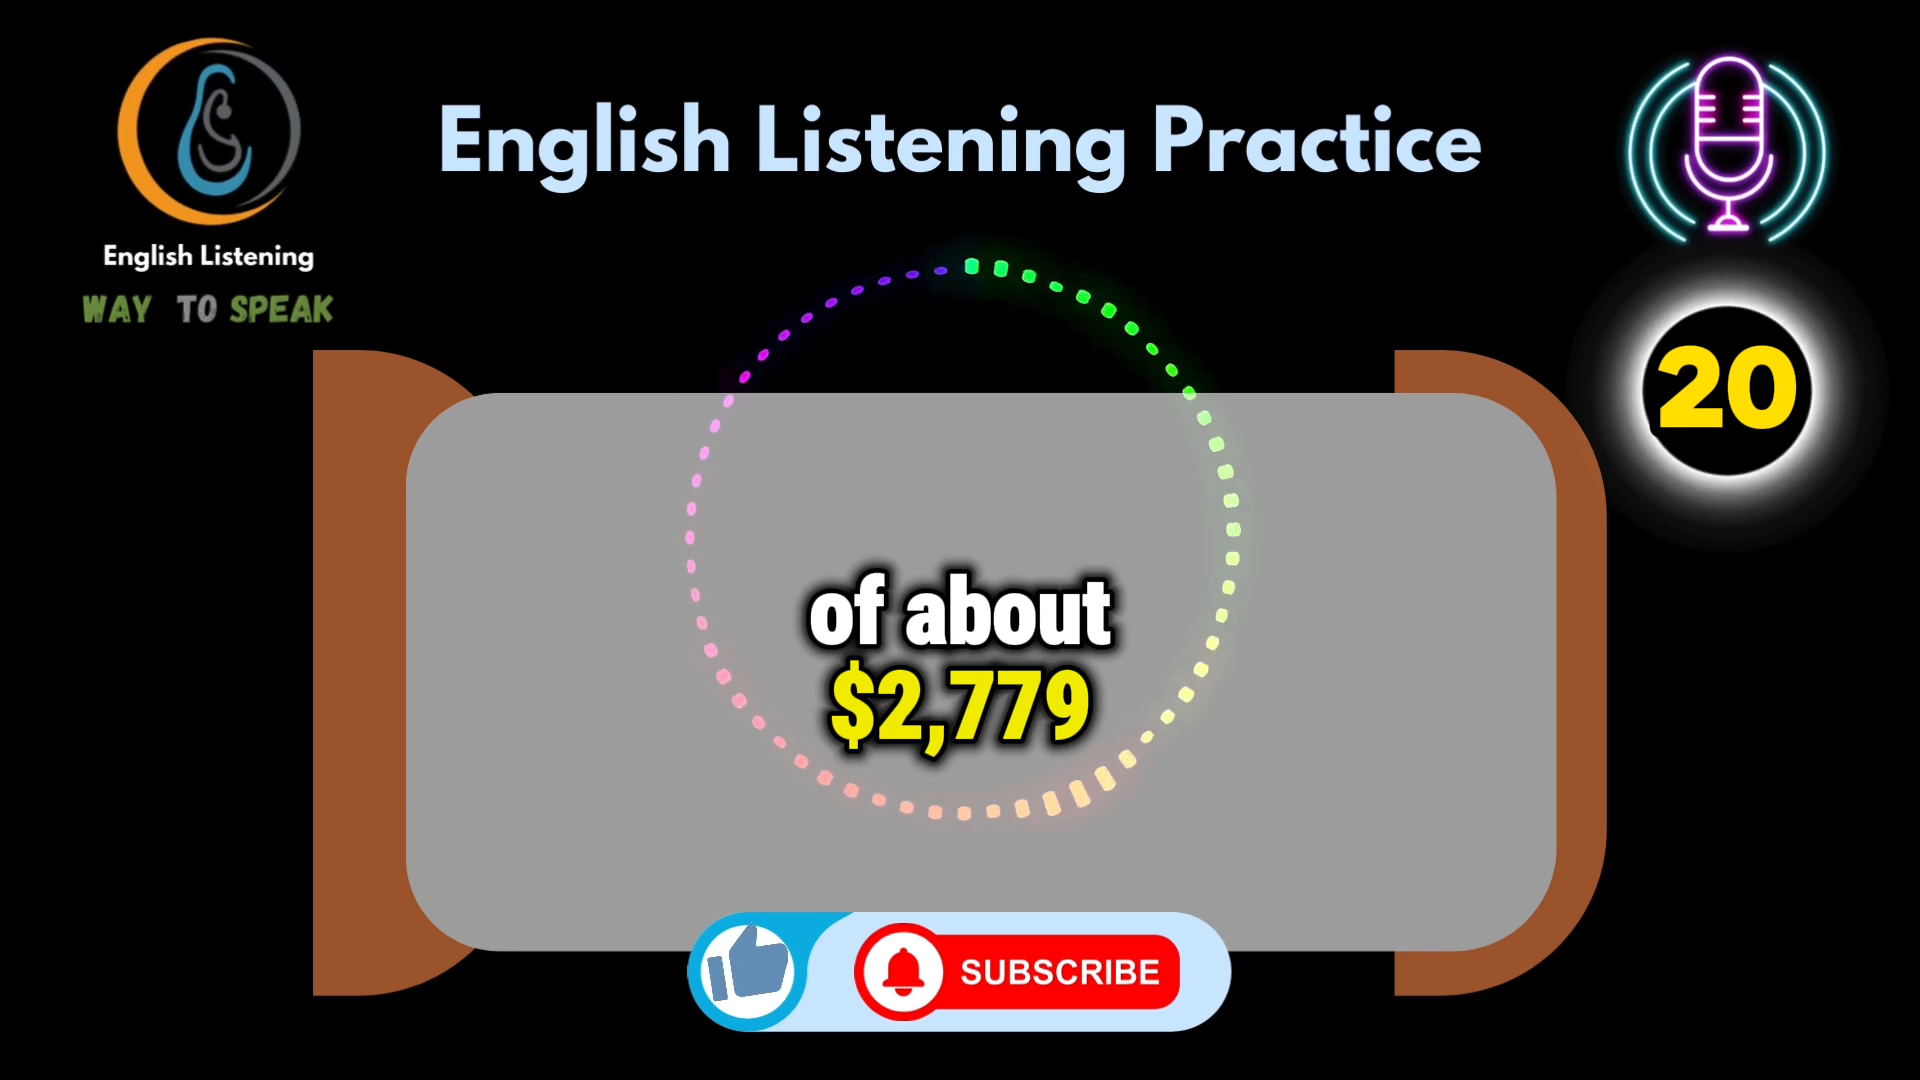 English Listening Practice
English Listening
WAY TO SPEAK
20
of about
$2,779
SUBSCRIBE